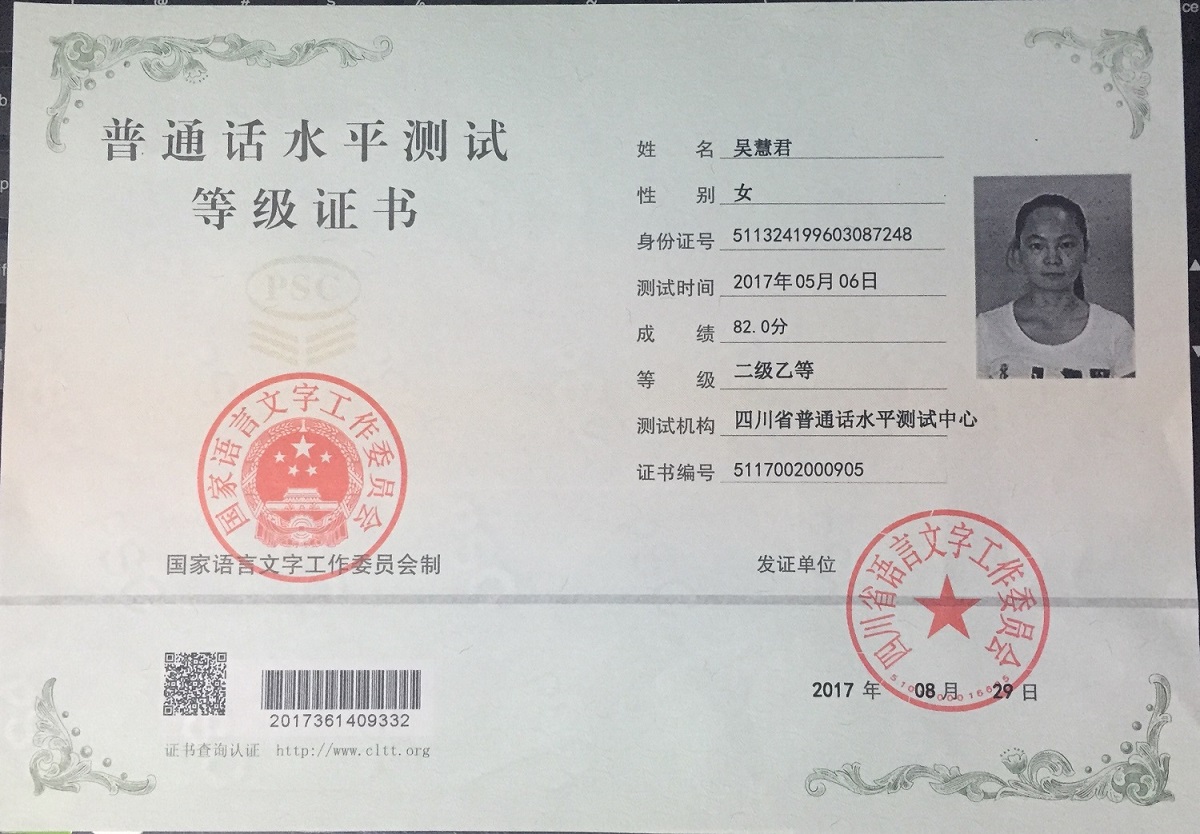 普通话水平测试
等级证书
PSC
国家语言文字工作委员会
国家语言文字工作委员会制
2017361409332
证书查询认证 http://www.cltt.org
姓 名 吴慧君
性 别 女
身份证号 511324199603087248
测试时间 2017年05月06日
成 绩 82.0分
等 级 二级乙等
测试机构 四川省普通话水平测试中心
证书编号 5117002000905
发证单位
四川省语言文字工作委员会
2017 年 08 月 29 日